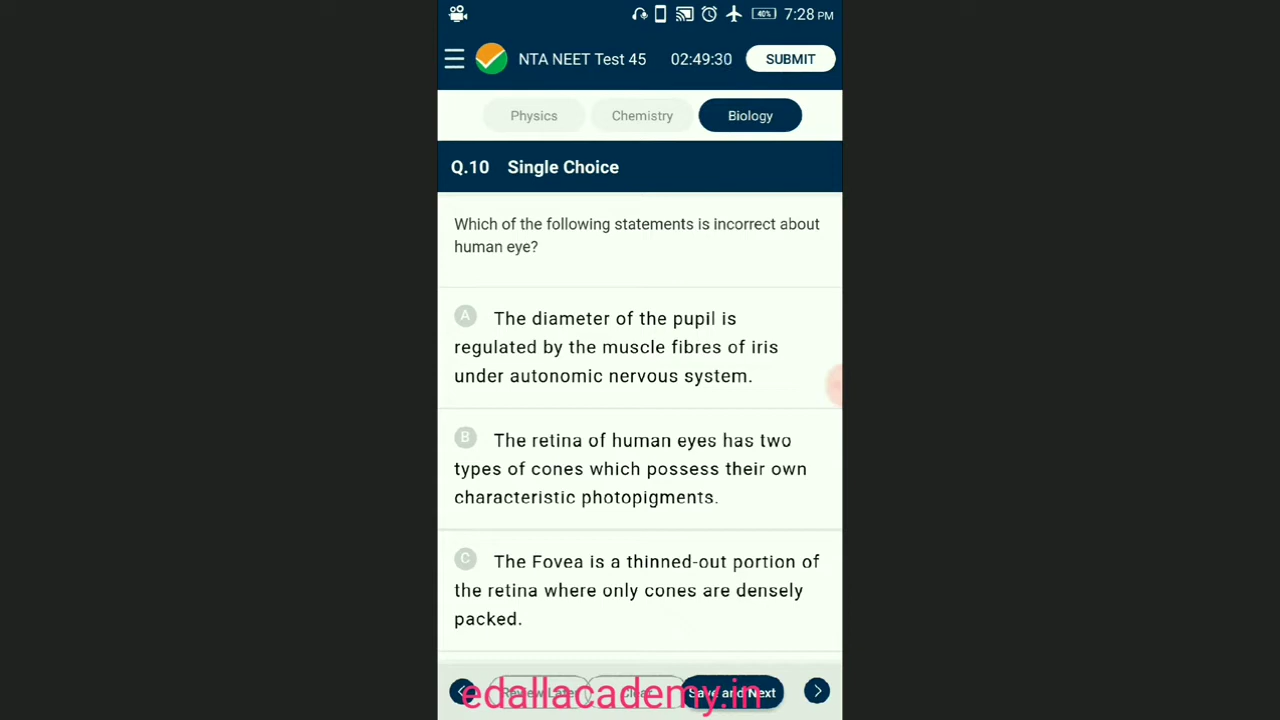 40% 7:28 PM
NTA NEET Test 45 02:49:30 SUBMIT
Physics Chemistry Biology
Q.10 Single Choice
Which of the following statements is incorrect about
human eye?
A The diameter of the pupil is
regulated by the muscle fibres of iris
under autonomic nervous system.
B The retina of human eyes has two
types of cones which possess their own
characteristic photopigments.
C The Fovea is a thinned-out portion of
the retina where only cones are densely
packed.
Review Later Clear Save and Next
edallacademy.in